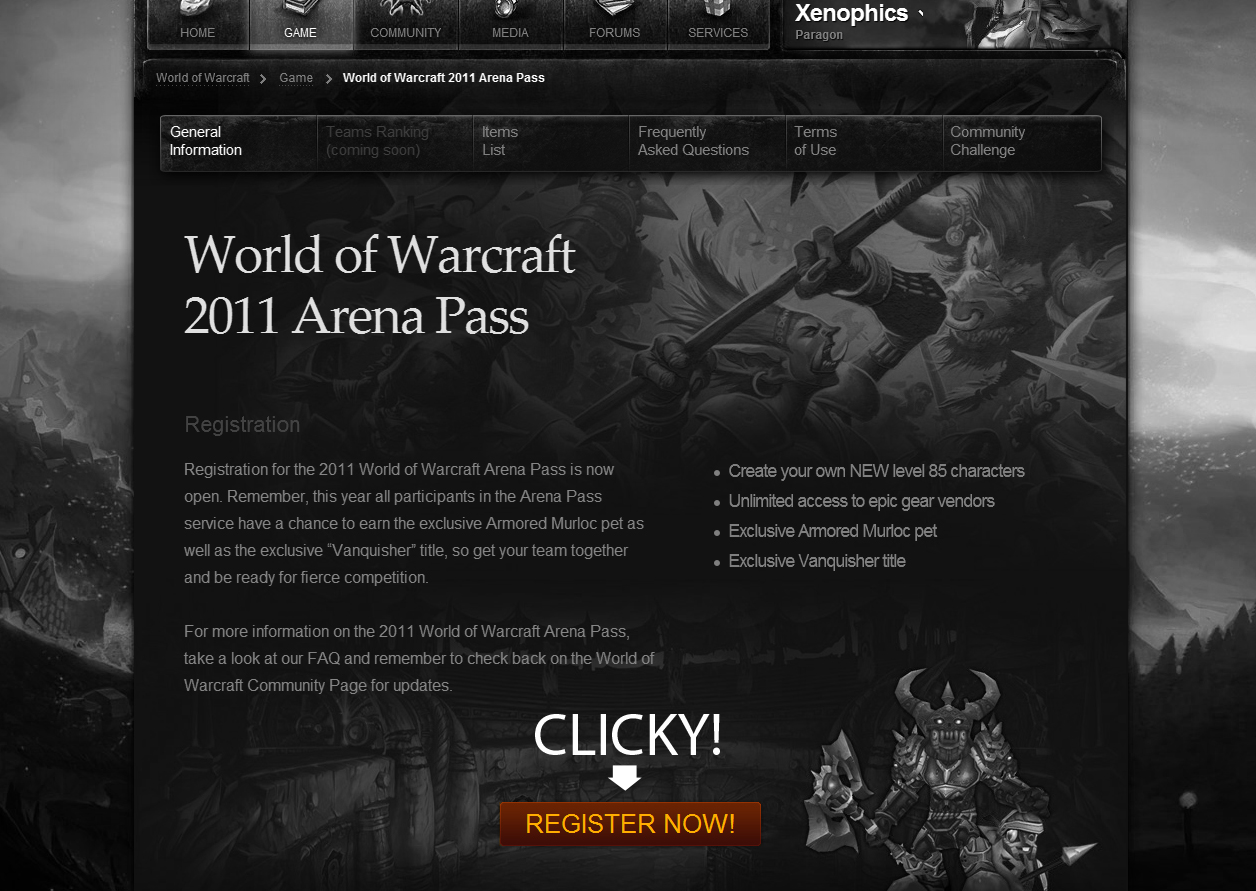 Xenophics
Paragon
HOME
GAME
COMMUNITY
MEDIA
FORUMS
SERVICES
World of Warcraft
Game
World of Warcraft 2011 Arena Pass
General
Information
Teams Ranking
(coming soon)
Items
List
Frequently
Asked Questions
Terms
of Use
Community
Challenge
World of Warcraft
2011 Arena Pass
Registration
Registration for the 2011 World of Warcraft Arena Pass is now
open. Remember, this year all participants in the Arena Pass
service have a chance to earn the exclusive Armored Murloc pet as
well as the exclusive “Vanquisher” title, so get your team together
and be ready for fierce competition.
For more information on the 2011 World of Warcraft Arena Pass,
take a look at our FAQ and remember to check back on the World of
Warcraft Community Page for updates.
• Create your own NEW level 85 characters
• Unlimited access to epic gear vendors
• Exclusive Armored Murloc pet
• Exclusive Vanquisher title
CLICKY!
REGISTER NOW!